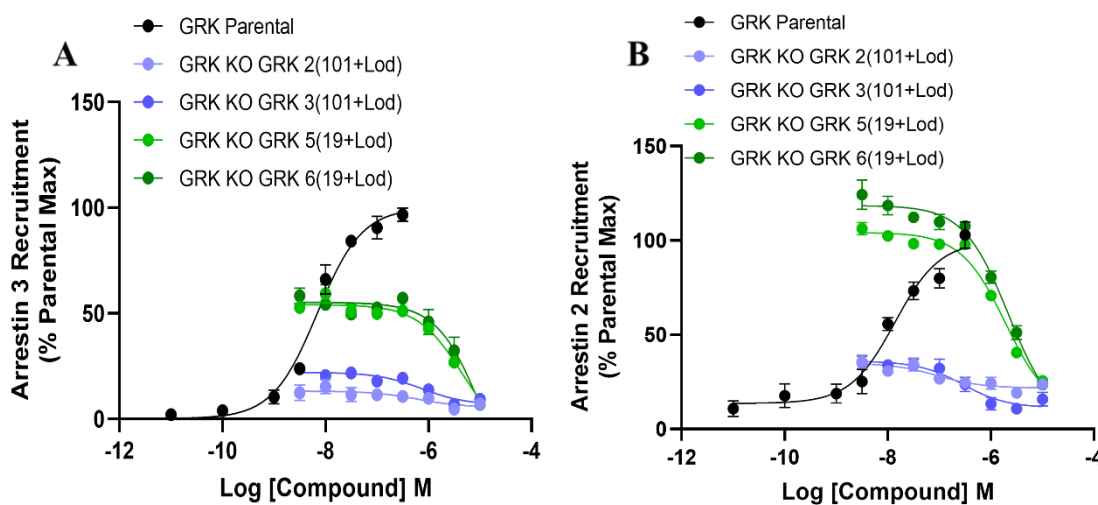 A
GRK Parental
GRK KO GRK 2(101+Lod)
GRK KO GRK 3(101+Lod)
GRK KO GRK 5(19+Lod)
GRK KO GRK 6(19+Lod)
Arrestin 3 Recruitment
(% Parental Max)
150
100
50
0
-12
-10
-8
-6
-4
Log [Compound] M
B
GRK Parental
GRK KO GRK 2(101+Lod)
GRK KO GRK 3(101+Lod)
GRK KO GRK 5(19+Lod)
GRK KO GRK 6(19+Lod)
Arrestin 2 Recruitment
(% Parental Max)
150
100
50
0
-12
-10
-8
-6
-4
Log [Compound] M